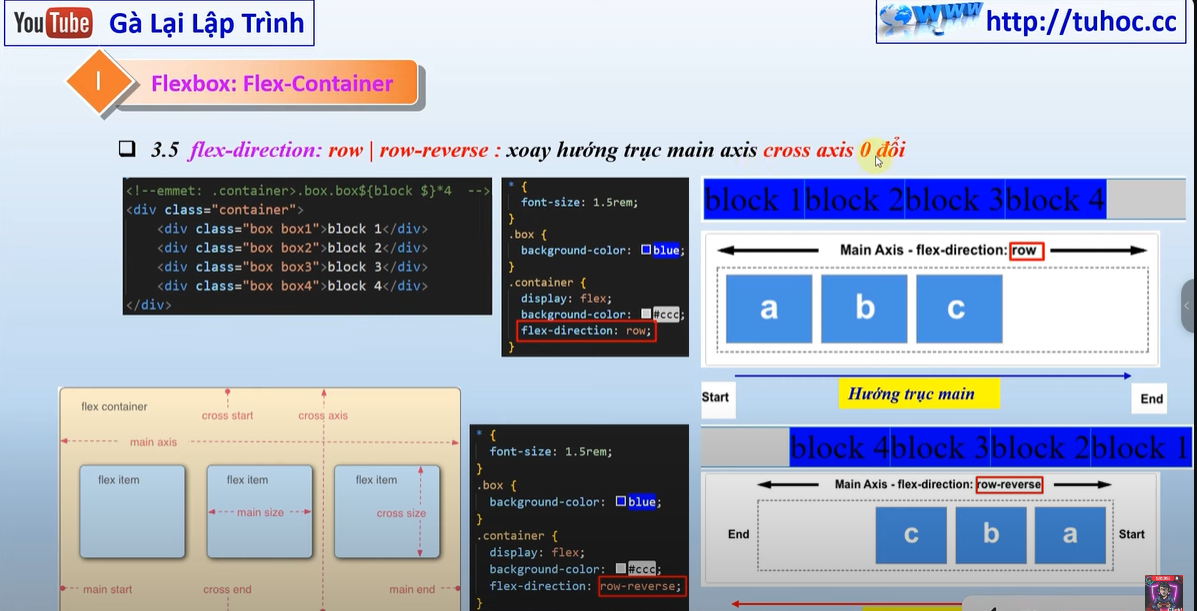 YouTube Gà Lại Lập Trình
WWW http://tuhoc.cc
I
Flexbox: Flex-Container
3.5 flex-direction: row | row-reverse : xoay hướng trục main axis cross axis 0 đổi
<!--emmet: .container>.box.box${block $}*4 -->
<div class="container">
<div class="box box1">block 1</div>
<div class="box box2">block 2</div>
<div class="box box3">block 3</div>
<div class="box box4">block 4</div>
</div>
* {
font-size: 1.5rem;
}
.box {
background-color: blue;
}
.container {
display: flex;
background-color: #ccc;
flex-direction: row;
}
block 1block 2block 3block 4
Main Axis - flex-direction: row
a b c
Start
Hướng trục main
End
flex container
cross start
cross axis
main axis
flex item
flex item
flex item
main size
cross size
main start
cross end
main end
* {
font-size: 1.5rem;
}
.box {
background-color: blue;
}
.container {
display: flex;
background-color: #ccc;
flex-direction: row-reverse;
}
block 4block 3block 2block 1
Main Axis - flex-direction: row-reverse
End c b a Start